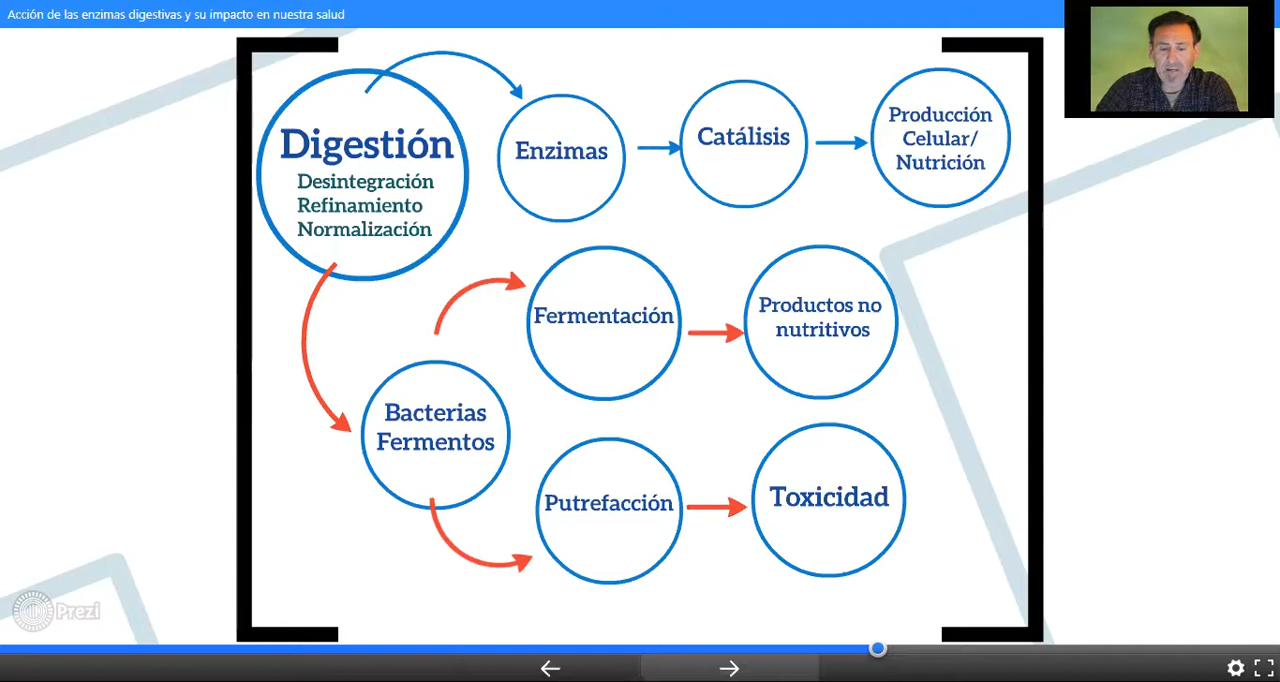 Acción de las enzimas digestivas y su impacto en nuestra salud
Digestión
Desintegración
Refinamiento
Normalización
Enzimas
Catálisis
Producción
Celular/
Nutrición
Fermentación
Productos no
nutritivos
Bacterias
Fermentos
Putrefacción
Toxicidad
Prezi